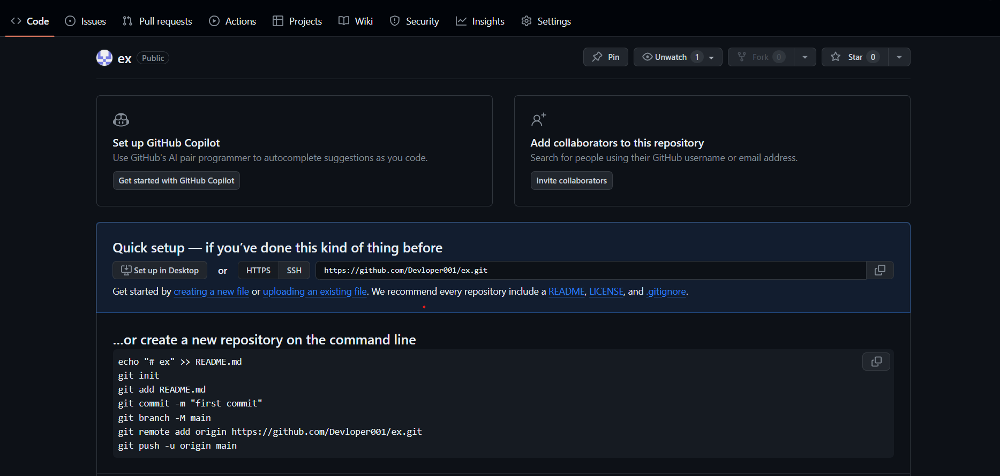 Code Issues Pull requests Actions Projects Wiki Security Insights Settings
ex Public Pin Unwatch 1 Fork 0 Star 0
Set up GitHub Copilot
Use GitHub's AI pair programmer to autocomplete suggestions as you code.
Get started with GitHub Copilot
Add collaborators to this repository
Search for people using their GitHub username or email address.
Invite collaborators
Quick setup — if you’ve done this kind of thing before
Set up in Desktop or HTTPS SSH https://github.com/Devloper001/ex.git
Get started by creating a new file or uploading an existing file. We recommend every repository include a README, LICENSE, and .gitignore.
…or create a new repository on the command line
echo "# ex" >> README.md
git init
git add README.md
git commit -m "first commit"
git branch -M main
git remote add origin https://github.com/Devloper001/ex.git
git push -u origin main